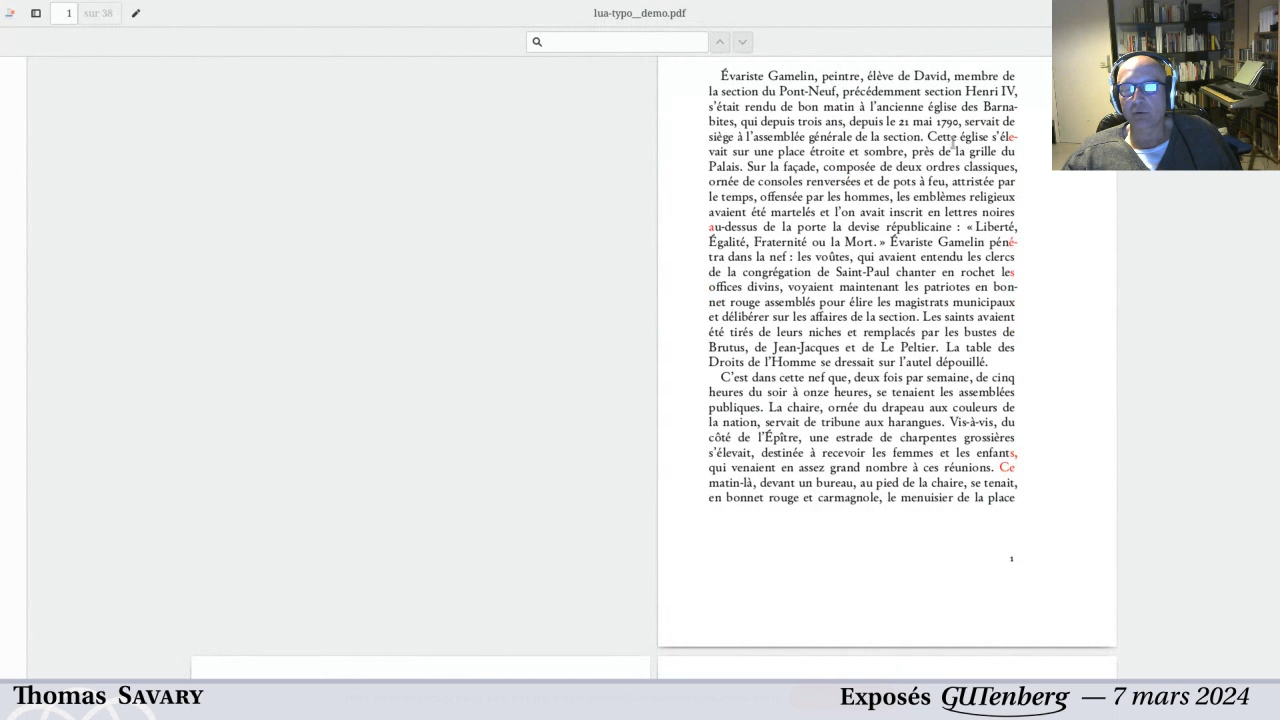 1
sur 38
lua-typo__demo.pdf
Évariste Gamelin, peintre, élève de David, membre de
la section du Pont-Neuf, précédemment section Henri IV,
s’était rendu de bon matin à l’ancienne église des Barna-
bites, qui depuis trois ans, depuis le 21 mai 1790, servait de
siège à l’assemblée générale de la section. Cette église s’éle-
vait sur une place étroite et sombre, près de la grille du
Palais. Sur la façade, composée de deux ordres classiques,
ornée de consoles renversées et de pots à feu, attristée par
le temps, offensée par les hommes, les emblèmes religieux
avaient été martelés et l’on avait inscrit en lettres noires
au-dessus de la porte la devise républicaine : « Liberté,
Égalité, Fraternité ou la Mort. » Évariste Gamelin péné-
tra dans la nef : les voûtes, qui avaient entendu les clercs
de la congrégation de Saint-Paul chanter en rochet les
offices divins, voyaient maintenant les patriotes en bon-
net rouge assemblés pour élire les magistrats municipaux
et délibérer sur les affaires de la section. Les saints avaient
été tirés de leurs niches et remplacés par les bustes de
Brutus, de Jean-Jacques et de Le Peltier. La table des
Droits de l’Homme se dressait sur l’autel dépouillé.
C’est dans cette nef que, deux fois par semaine, de cinq
heures du soir à onze heures, se tenaient les assemblées
publiques. La chaire, ornée du drapeau aux couleurs de
la nation, servait de tribune aux harangues. Vis-à-vis, du
côté de l’Épître, une estrade de charpentes grossières
s’élevait, destinée à recevoir les femmes et les enfants,
qui venaient en assez grand nombre à ces réunions. Ce
matin-là, devant un bureau, au pied de la chaire, se tenait,
en bonnet rouge et carmagnole, le menuisier de la place
1
Thomas SAVARY
Exposés GUTenberg — 7 mars 2024